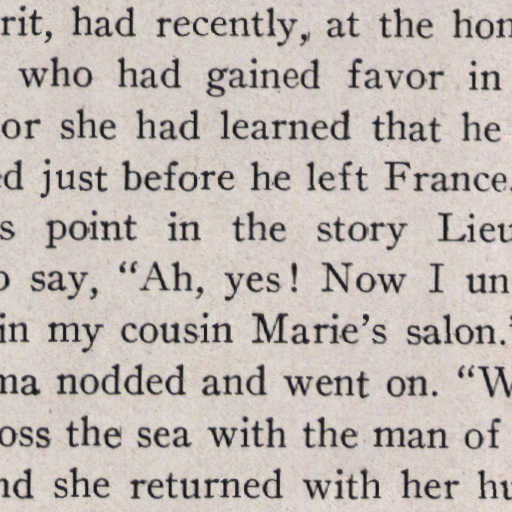 rit, had recently, at the hon
who had gained favor in
or she had learned that he
ed just before he left France.
s point in the story Lieu
o say, “Ah, yes! Now I un
in my cousin Marie’s salon.”
ma nodded and went on. “W
oss the sea with the man of
nd she returned with her hu